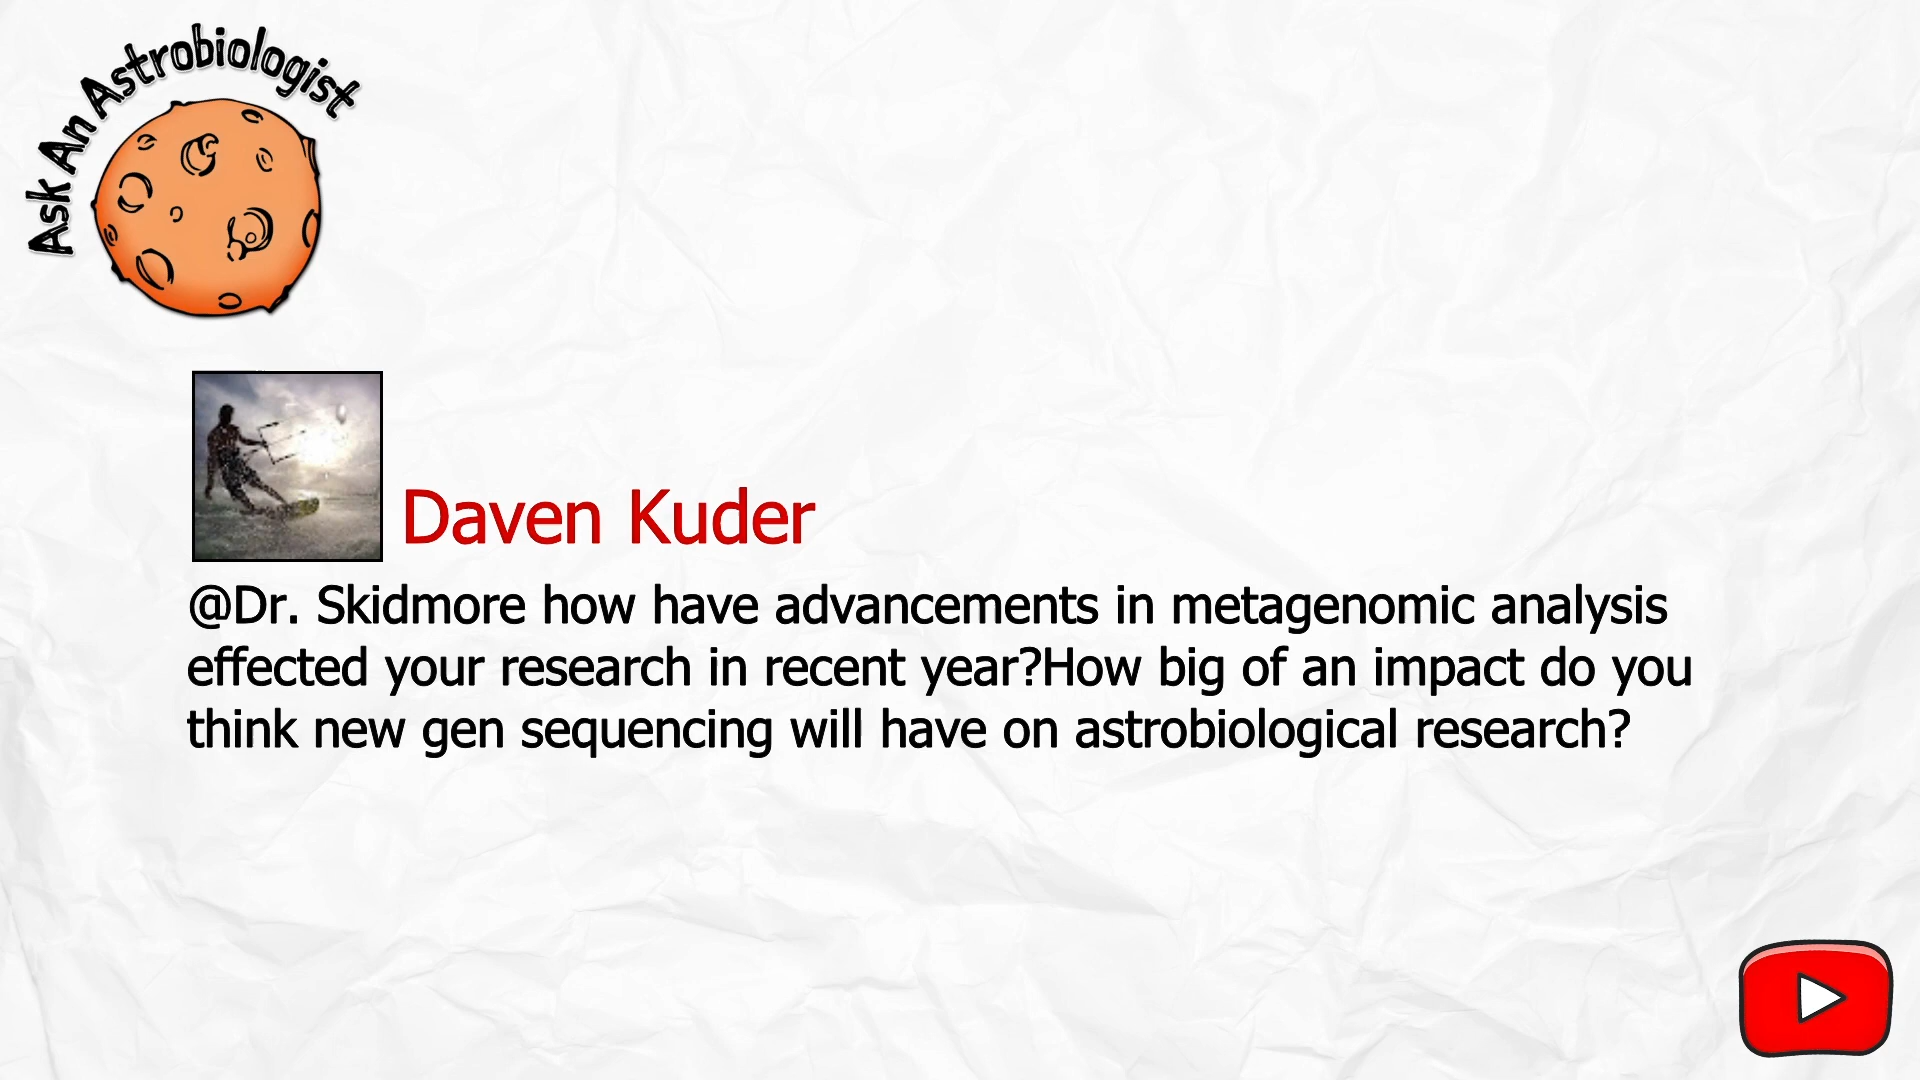 Ask An Astrobiologist
Daven Kuder
@Dr. Skidmore how have advancements in metagenomic analysis
effected your research in recent year?How big of an impact do you
think new gen sequencing will have on astrobiological research?